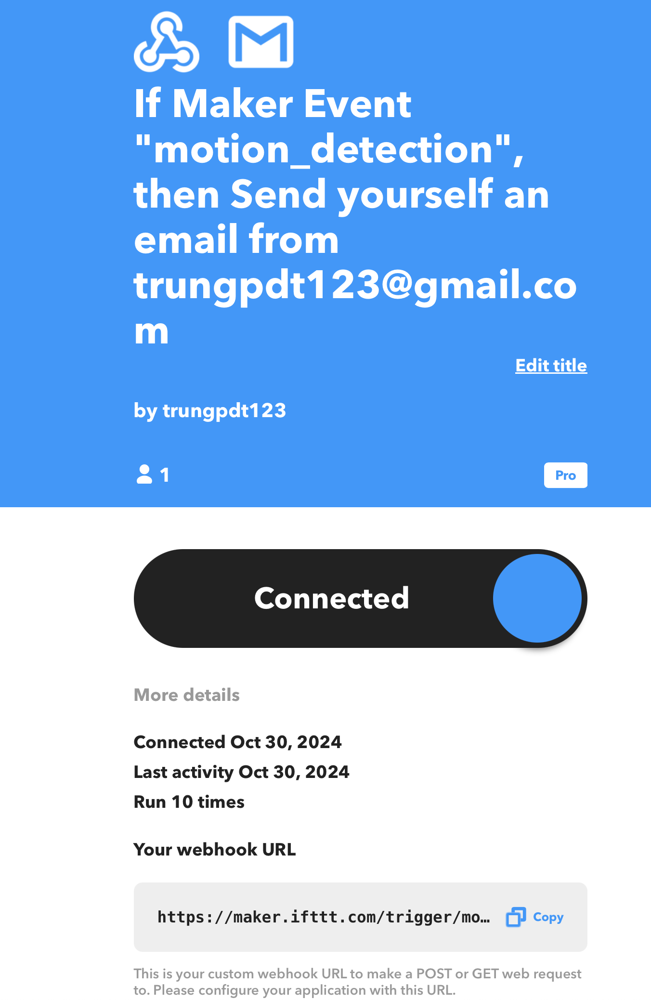 If Maker Event
"motion_detection",
then Send yourself an
email from
trungpdt123@gmail.co
m
Edit title
by trungpdt123
1
Pro
Connected
More details
Connected Oct 30, 2024
Last activity Oct 30, 2024
Run 10 times
Your webhook URL
https://maker.ifttt.com/trigger/mo…
Copy
This is your custom webhook URL to make a POST or GET web request
to. Please configure your application with this URL.